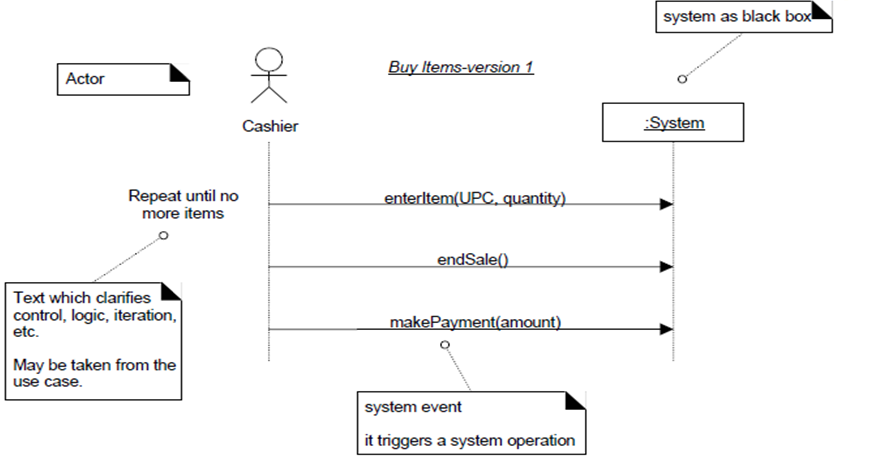 system as black box
Actor
Buy Items-version 1
Cashier
:System
Repeat until no
more items
enterItem(UPC, quantity)
endSale()
Text which clarifies
control, logic, iteration,
etc.
May be taken from the
use case.
makePayment(amount)
system event
it triggers a system operation